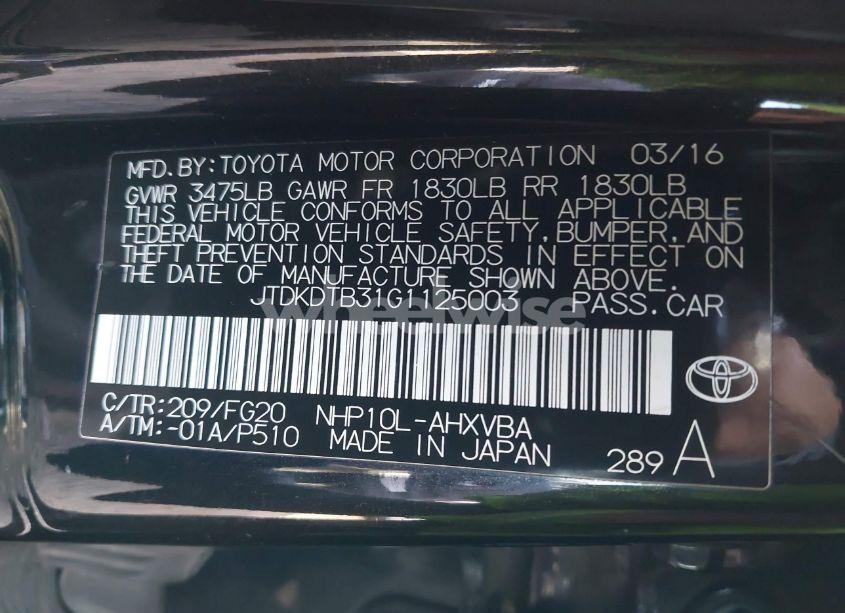 MFD. BY: TOYOTA MOTOR CORPORATION 03/16
GVWR 3475LB GAWR FR 1830LB RR 1830LB
THIS VEHICLE CONFORMS TO ALL APPLICABLE
FEDERAL MOTOR VEHICLE SAFETY, BUMPER, AND
THEFT PREVENTION STANDARDS IN EFFECT ON
THE DATE OF MANUFACTURE SHOWN ABOVE.
JTDKDTB31G1125003 PASS. CAR
wheelwise
C/TR: 209/FG20 NHP10L-AHXVBA
A/TM: -01A/P510 MADE IN JAPAN
289 A